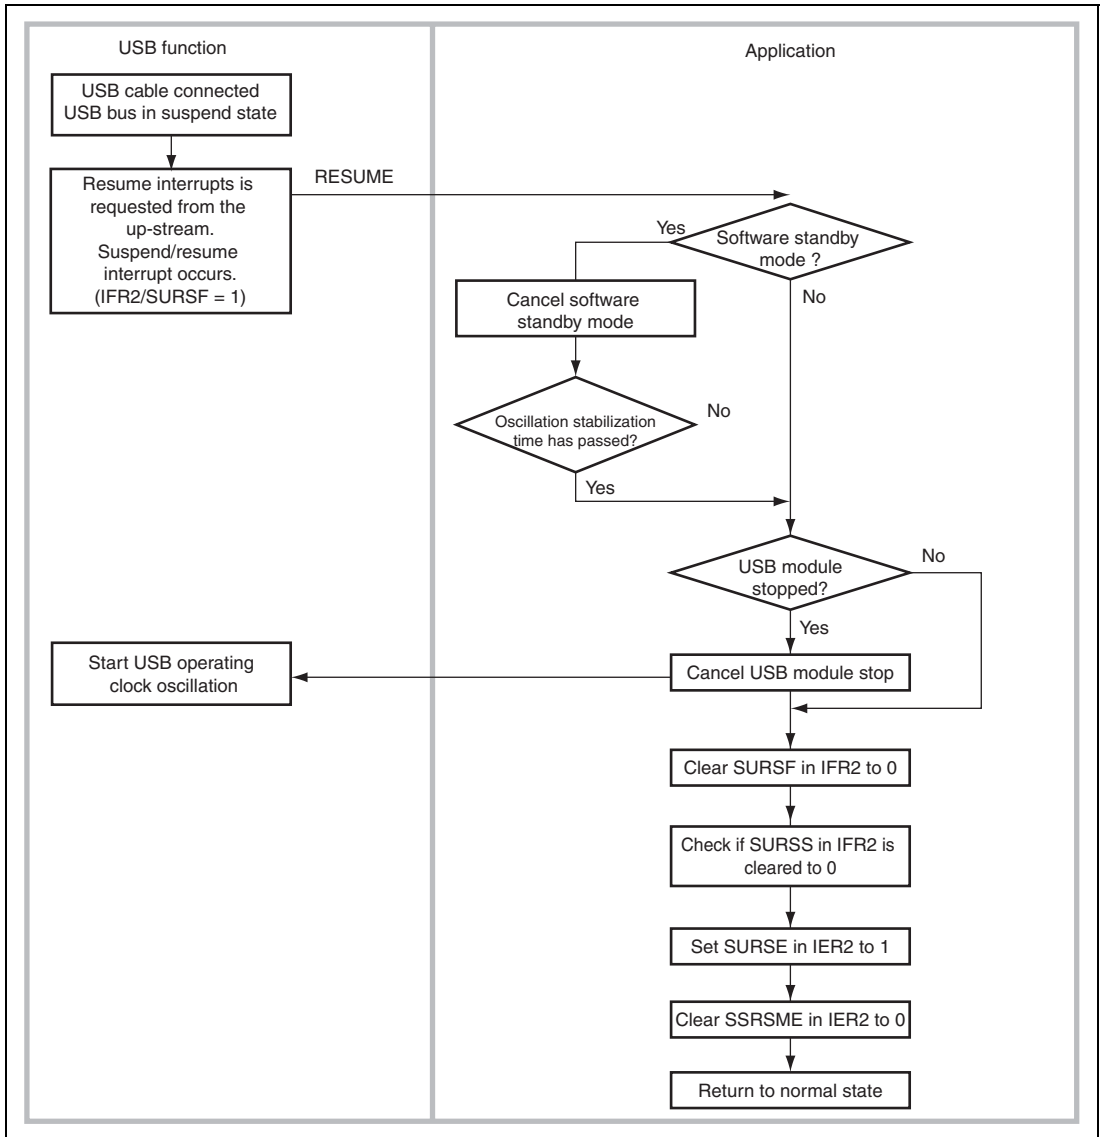 USB function
Application
USB cable connected
USB bus in suspend state
Resume interrupts is
requested from the
up-stream.
Suspend/resume
interrupt occurs.
(IFR2/SURSF = 1)
RESUME
Yes
Software standby
mode ?
No
Cancel software
standby mode
Oscillation stabilization
time has passed?
No
Yes
USB module
stopped?
No
Yes
Start USB operating
clock oscillation
Cancel USB module stop
Clear SURSF in IFR2 to 0
Check if SURSS in IFR2 is
cleared to 0
Set SURSE in IER2 to 1
Clear SSRSME in IER2 to 0
Return to normal state